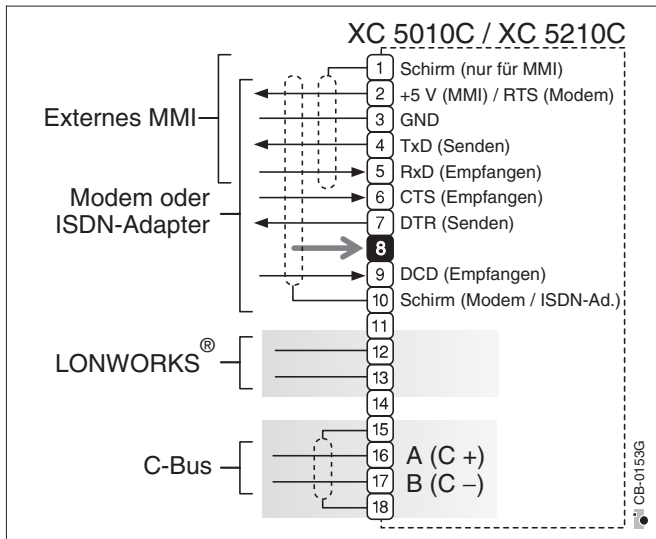 XC 5010C / XC 5210C
1 Schirm (nur für MMI)
2 +5 V (MMI) / RTS (Modem)
Externes MMI
3 GND
4 TxD (Senden)
5 RxD (Empfangen)
Modem oder
ISDN-Adapter
6 CTS (Empfangen)
7 DTR (Senden)
8
9 DCD (Empfangen)
10 Schirm (Modem / ISDN-Ad.)
11
LONWORKS®
12
13
14
15
C-Bus
16 A (C +)
17 B (C –)
18
CB-0153G